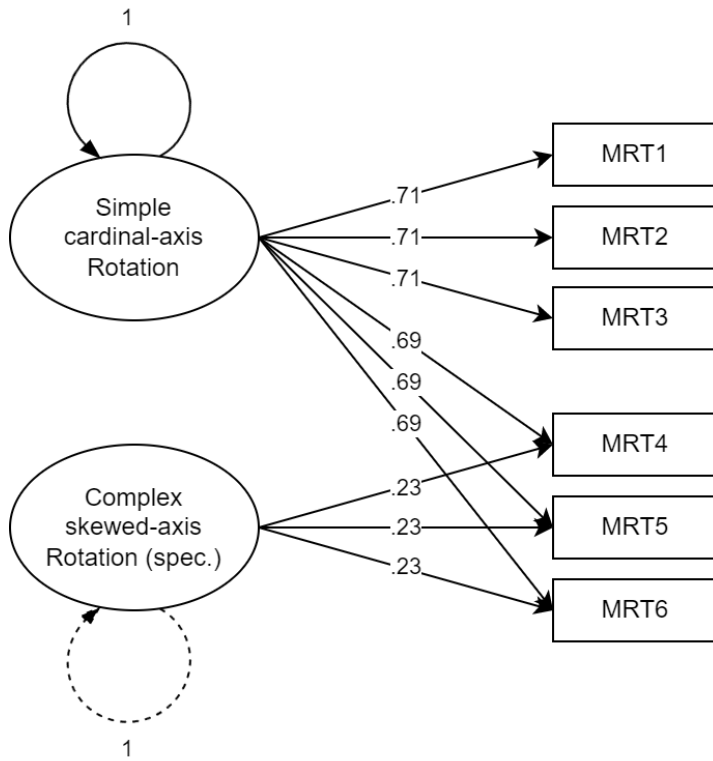 1
Simple
cardinal-axis
Rotation
MRT1
MRT2
MRT3
.71
.71
.71
.69
.69
.69
MRT4
MRT5
MRT6
Complex
skewed-axis
Rotation (spec.)
.23
.23
.23
1